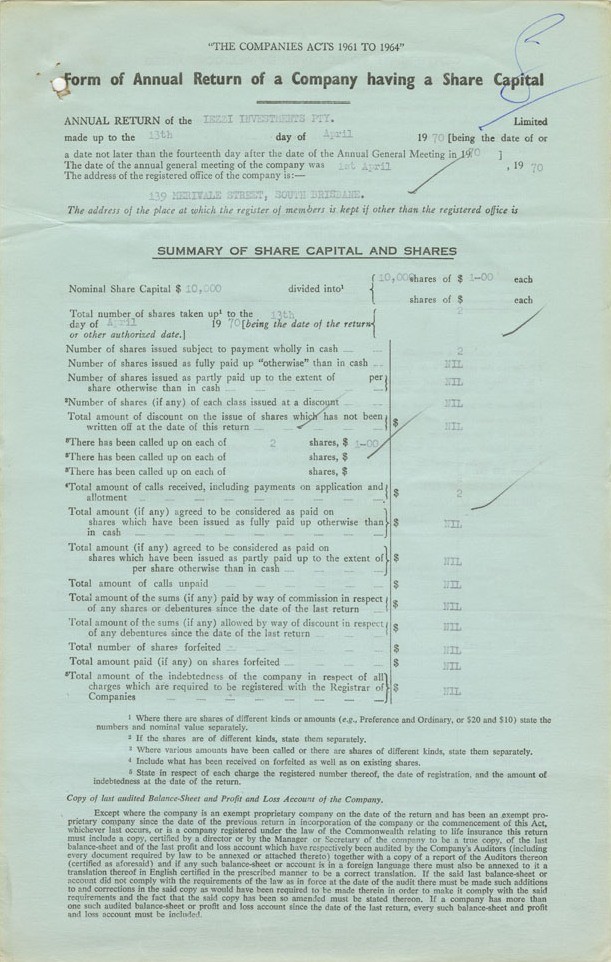 "THE COMPANIES ACTS 1961 TO 1964"
Form of Annual Return of a Company having a Share Capital
ANNUAL RETURN of the IEZZI INVESTMENTS PTY. Limited
made up to the 13th day of April 19 70 [being the date of or
a date not later than the fourteenth day after the date of the Annual General Meeting in 1970 ]
The date of the annual general meeting of the company was 1st April , 19 70
The address of the registered office of the company is:—
139 MERIVALE STREET, SOUTH BRISBANE.
The address of the place at which the register of members is kept if other than the registered office is
SUMMARY OF SHARE CAPITAL AND SHARES
10,000 shares of $ 1-00 each
Nominal Share Capital $ 10,000 divided into¹
shares of $ each
Total number of shares taken up¹ to the 13th 2
day of April 19 70 [being the date of the return
or other authorized date.]
Number of shares issued subject to payment wholly in cash 2
Number of shares issued as fully paid up "otherwise" than in cash NIL
Number of shares issued as partly paid up to the extent of per
share otherwise than in cash NIL
²Number of shares (if any) of each class issued at a discount NIL
Total amount of discount on the issue of shares which has not been
written off at the date of this return $ NIL
³There has been called up on each of 2 shares, $ 1-00
³There has been called up on each of shares, $
³There has been called up on each of shares, $
⁴Total amount of calls received, including payments on application and
allotment $ 2
Total amount (if any) agreed to be considered as paid on
shares which have been issued as fully paid up otherwise than
in cash $ NIL
Total amount (if any) agreed to be considered as paid on
shares which have been issued as partly paid up to the extent of
per share otherwise than in cash $ NIL
Total amount of calls unpaid $ NIL
Total amount of the sums (if any) paid by way of commission in respect
of any shares or debentures since the date of the last return $ NIL
Total amount of the sums (if any) allowed by way of discount in respect
of any debentures since the date of the last return $ NIL
Total number of shares forfeited $ NIL
Total amount paid (if any) on shares forfeited $ NIL
⁵Total amount of the indebtedness of the company in respect of all
charges which are required to be registered with the Registrar of
Companies $ NIL
¹ Where there are shares of different kinds or amounts (e.g., Preference and Ordinary, or $20 and $10) state the
numbers and nominal value separately.
² If the shares are of different kinds, state them separately.
³ Where various amounts have been called or there are shares of different kinds, state them separately.
⁴ Include what has been received on forfeited as well as on existing shares.
⁵ State in respect of each charge the registered number thereof, the date of registration, and the amount of
indebtedness at the date of the return.
Copy of last audited Balance-Sheet and Profit and Loss Account of the Company.
Except where the company is an exempt proprietary company on the date of the return and has been an exempt pro-
prietary company since the date of the previous return in incorporation of the company or the commencement of this Act,
whichever last occurs, or is a company registered under the law of the Commonwealth relating to life insurance this return
must include a copy, certified by a director or by the Manager or Secretary of the company to be a true copy, of the last
balance-sheet and of the last profit and loss account which have respectively been audited by the Company's Auditors (including
every document required by law to be annexed or attached thereto) together with a copy of a report of the Auditors thereon
(certified as aforesaid) and if any such balance-sheet or account is in a foreign language there must also be annexed to it a
translation thereof in English certified in the prescribed manner to be a correct translation. If the said last balance-sheet or
account did not comply with the requirements of the law as in force at the date of the audit there must be made such additions
to and corrections in the said copy as would have been required to be made therein in order to make it comply with the said
requirements and the fact that the said copy has been so amended must be stated thereon. If a company has more than
one such audited balance-sheet or profit and loss account since the date of the last return, every such balance-sheet and profit
and loss account must be included.